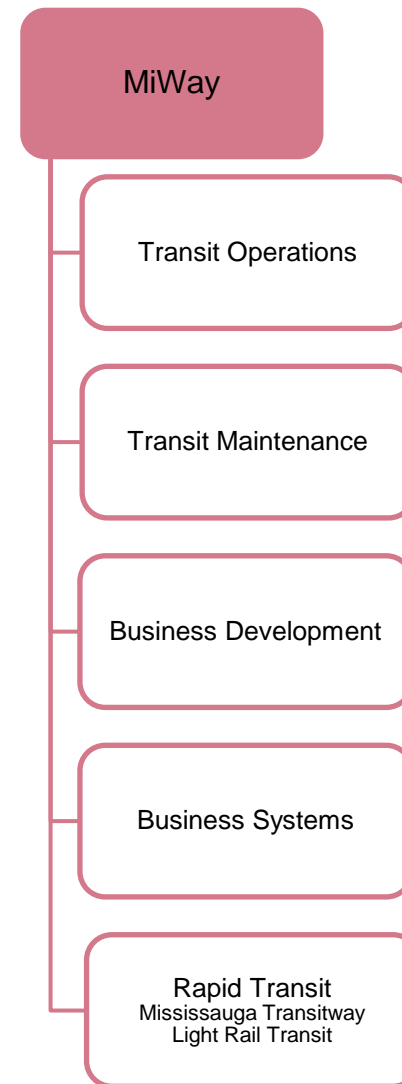 MiWay
Transit Operations
Transit Maintenance
Business Development
Business Systems
Rapid Transit
Mississauga Transitway
Light Rail Transit